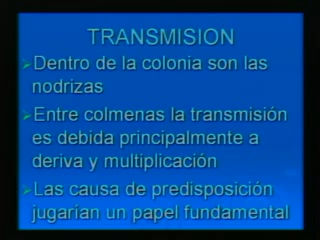 TRANSMISION
➢Dentro de la colonia son las
nodrizas
➢Entre colmenas la transmisión
es debida principalmente a
deriva y multiplicación
➢Las causa de predisposición
jugarían un papel fundamental